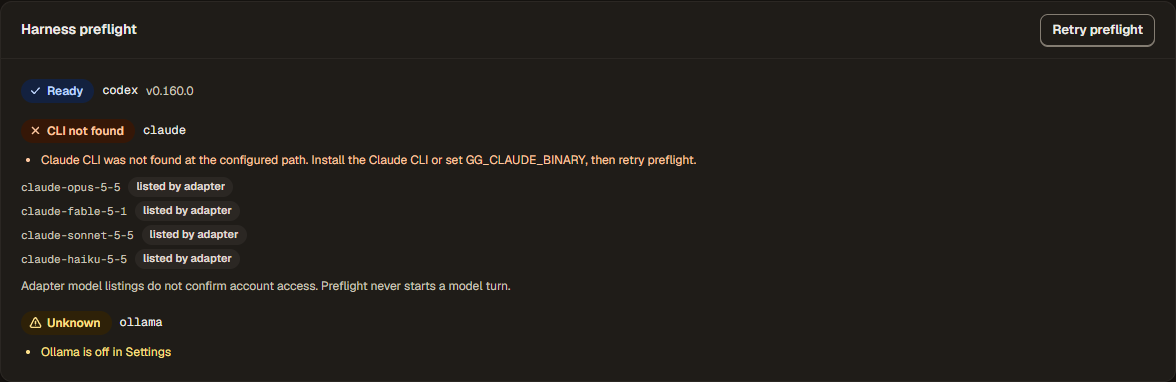 Harness preflight
Retry preflight
Ready codex v0.160.0
CLI not found claude
Claude CLI was not found at the configured path. Install the Claude CLI or set GG_CLAUDE_BINARY, then retry preflight.
claude-opus-5-5 listed by adapter
claude-fable-5-1 listed by adapter
claude-sonnet-5-5 listed by adapter
claude-haiku-5-5 listed by adapter
Adapter model listings do not confirm account access. Preflight never starts a model turn.
Unknown ollama
Ollama is off in Settings